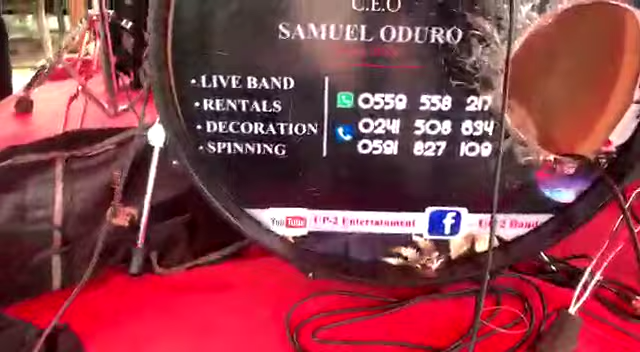 C.E.O
SAMUEL ODURO
• LIVE BAND
• RENTALS
• DECORATION
• SPINNING
0559 558 217
0241 508 834
0591 827 109
YouTube UP-2 Entertainment f UP 2 Band